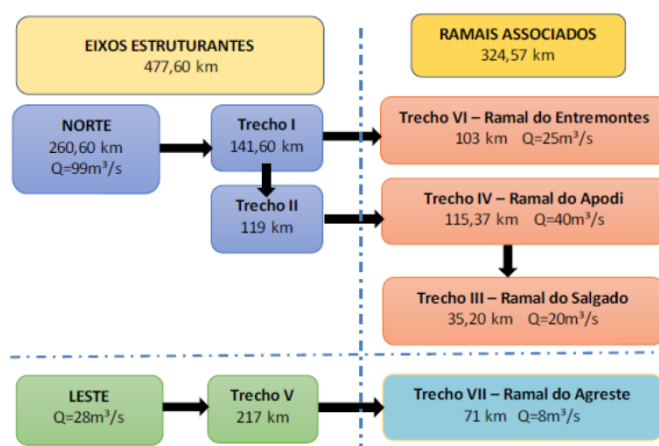 EIXOS ESTRUTURANTES
477,60 km
RAMAIS ASSOCIADOS
324,57 km
NORTE
260,60 km
Q=99m³/s
Trecho I
141,60 km
Trecho VI – Ramal do Entremontes
103 km Q=25m³/s
Trecho II
119 km
Trecho IV – Ramal do Apodi
115,37 km Q=40m³/s
Trecho III – Ramal do Salgado
35,20 km Q=20m³/s
LESTE
Q=28m³/s
Trecho V
217 km
Trecho VII – Ramal do Agreste
71 km Q=8m³/s